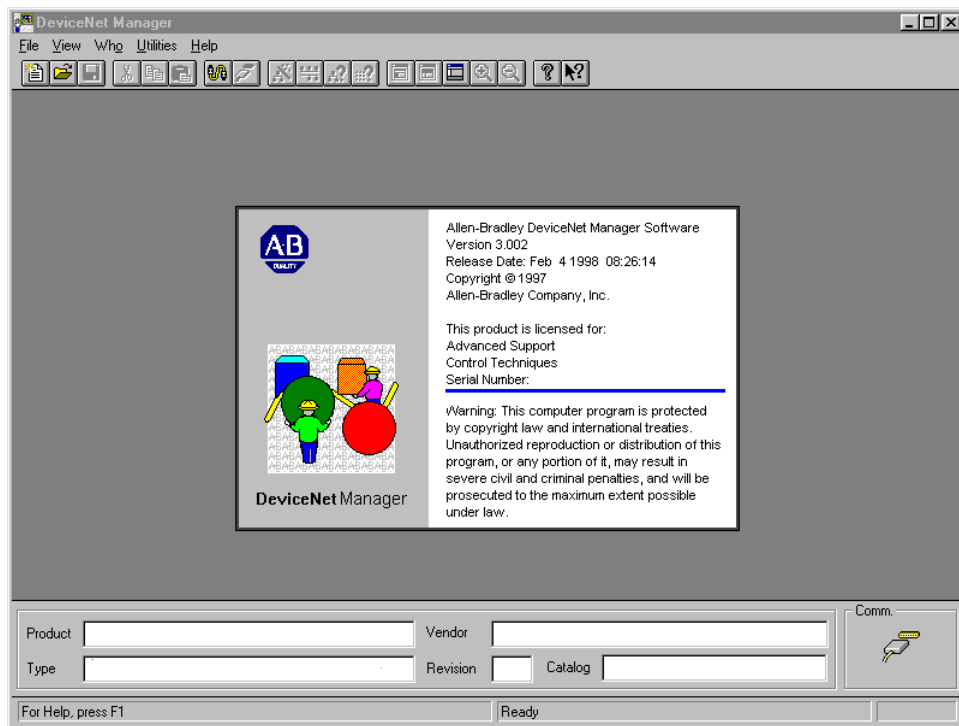 DeviceNet Manager
File View Who Utilities Help
AB
QUALITY
Allen-Bradley DeviceNet Manager Software
Version 3.002
Release Date: Feb 4 1998 08:26:14
Copyright © 1997
Allen-Bradley Company, Inc.
This product is licensed for:
Advanced Support
Control Techniques
Serial Number:
Warning: This computer program is protected
by copyright law and international treaties.
Unauthorized reproduction or distribution of this
program, or any portion of it, may result in
severe civil and criminal penalties, and will be
prosecuted to the maximum extent possible
under law.
DeviceNet Manager
Comm.
Product
Vendor
Type
Revision
Catalog
For Help, press F1
Ready